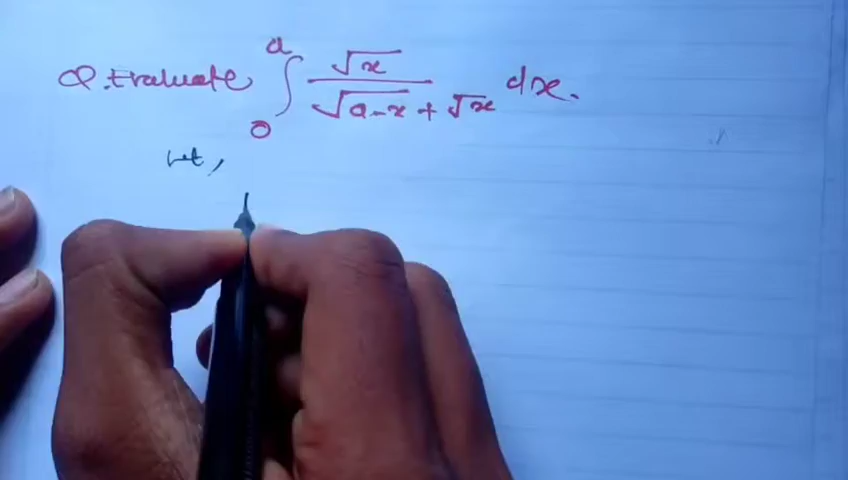 Q. Evaluate ∫₀ᵃ √x / (√(a-x) + √x) dx.
Let,